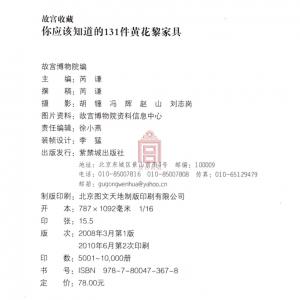 故宫收藏
你应该知道的131件黄花黎家具
故宫博物院编
主 编 芮 谦
撰 稿 芮 谦
摄 影 胡 锤 冯 辉 赵 山 刘志岗
图片资料: 故宫博物院资料信息中心
责任编辑: 徐小燕
装帧设计: 李 猛
出版发行: 紫禁城出版社
地址:北京东城区景山前街4号 邮编:100009
电话:010-85007816 010-85007808 传真:010-65129479
邮箱:gugongwenhua@yahoo.cn
制版印刷: 北京图文天地制版印刷有限公司
开 本: 787×1092毫米 1/16
印 张: 15.5
版 次: 2008年3月第1版
2010年6月第2次印刷
印 数: 5001~10,000册
书 号: ISBN 978-7-80047-367-8
定 价: 78.00元